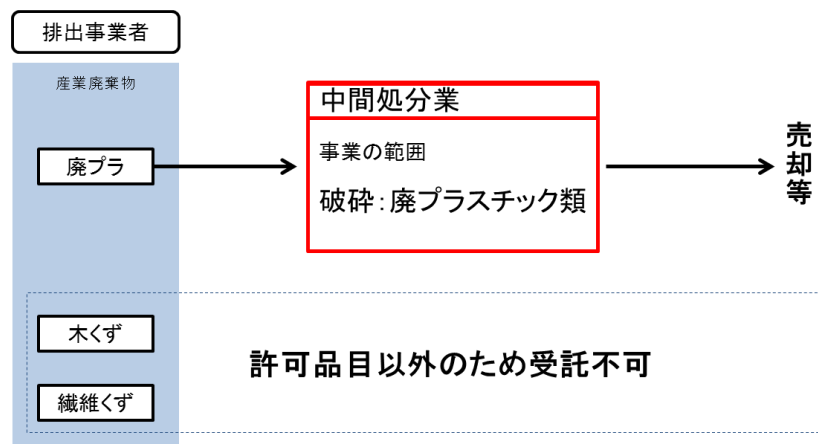 排出事業者
産業廃棄物
廃プラ
中間処分業
事業の範囲
破砕：廃プラスチック類
売却等
木くず
繊維くず
許可品目以外のため受託不可